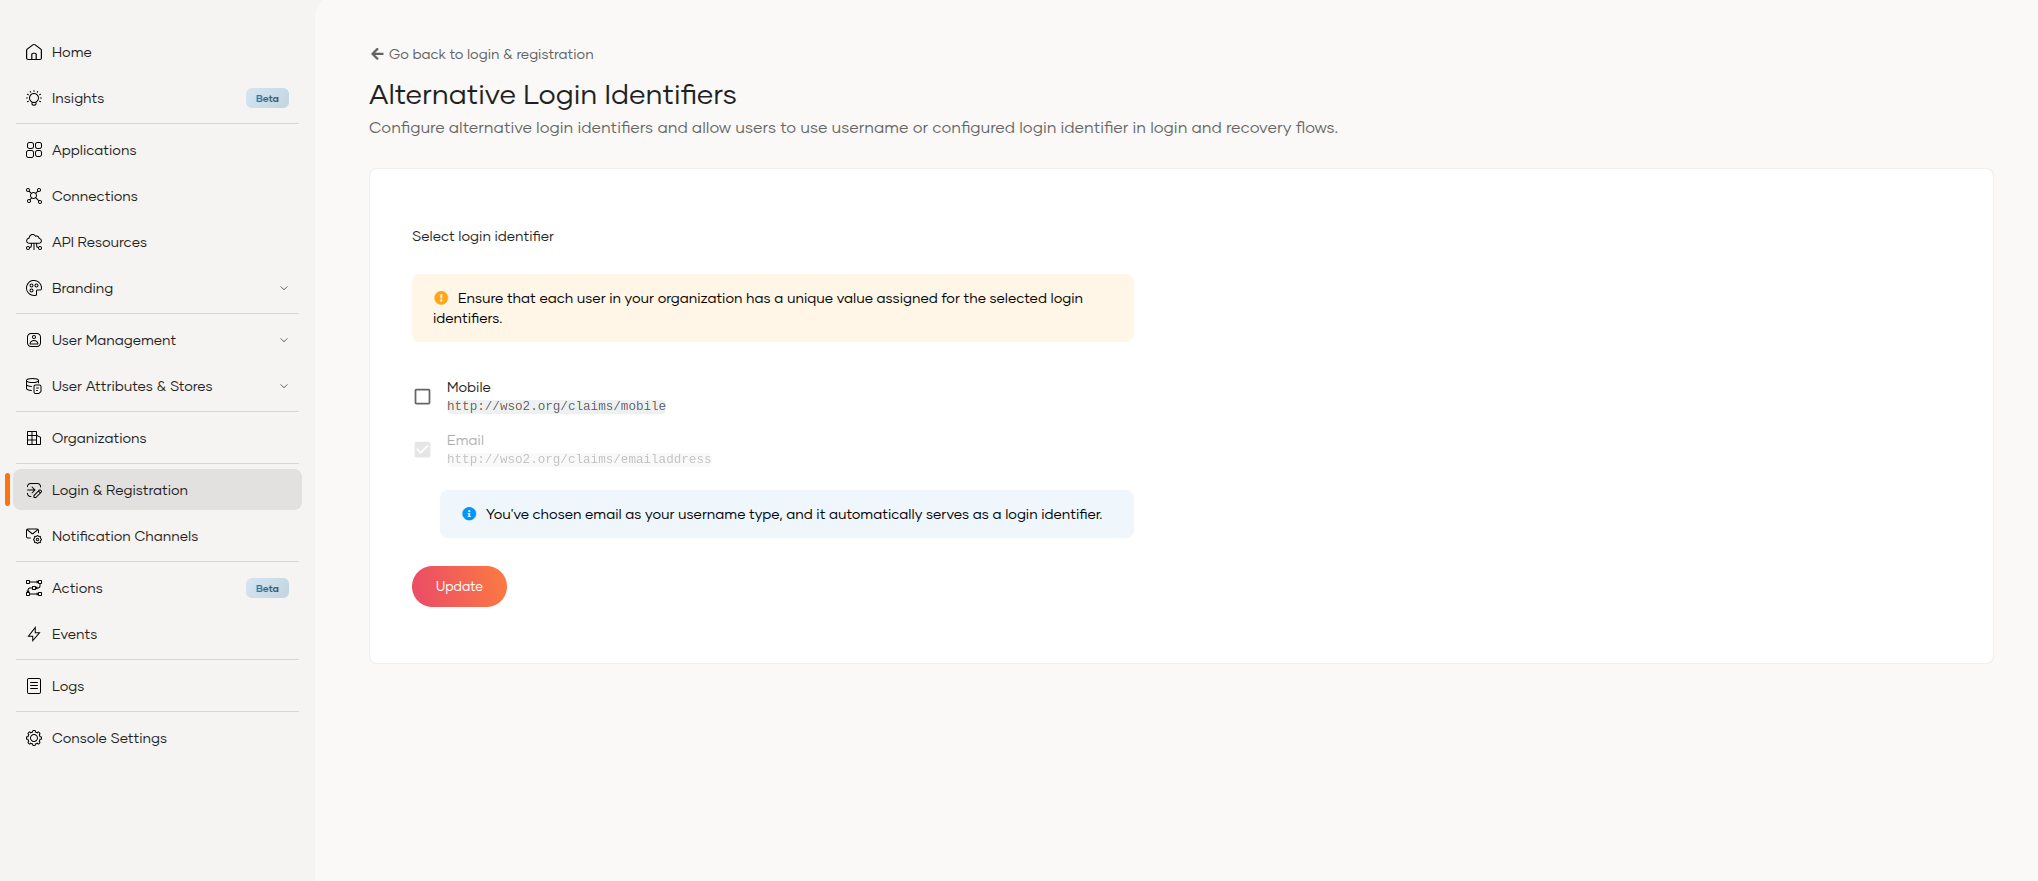 Home
Insights
Beta
Applications
Connections
API Resources
Branding
User Management
User Attributes & Stores
Organizations
Login & Registration
Notification Channels
Actions
Beta
Events
Logs
Console Settings
Go back to login & registration
Alternative Login Identifiers
Configure alternative login identifiers and allow users to use username or configured login identifier in login and recovery flows.
Select login identifier
Ensure that each user in your organization has a unique value assigned for the selected login
identifiers.
Mobile
http://wso2.org/claims/mobile
Email
http://wso2.org/claims/emailaddress
You've chosen email as your username type, and it automatically serves as a login identifier.
Update